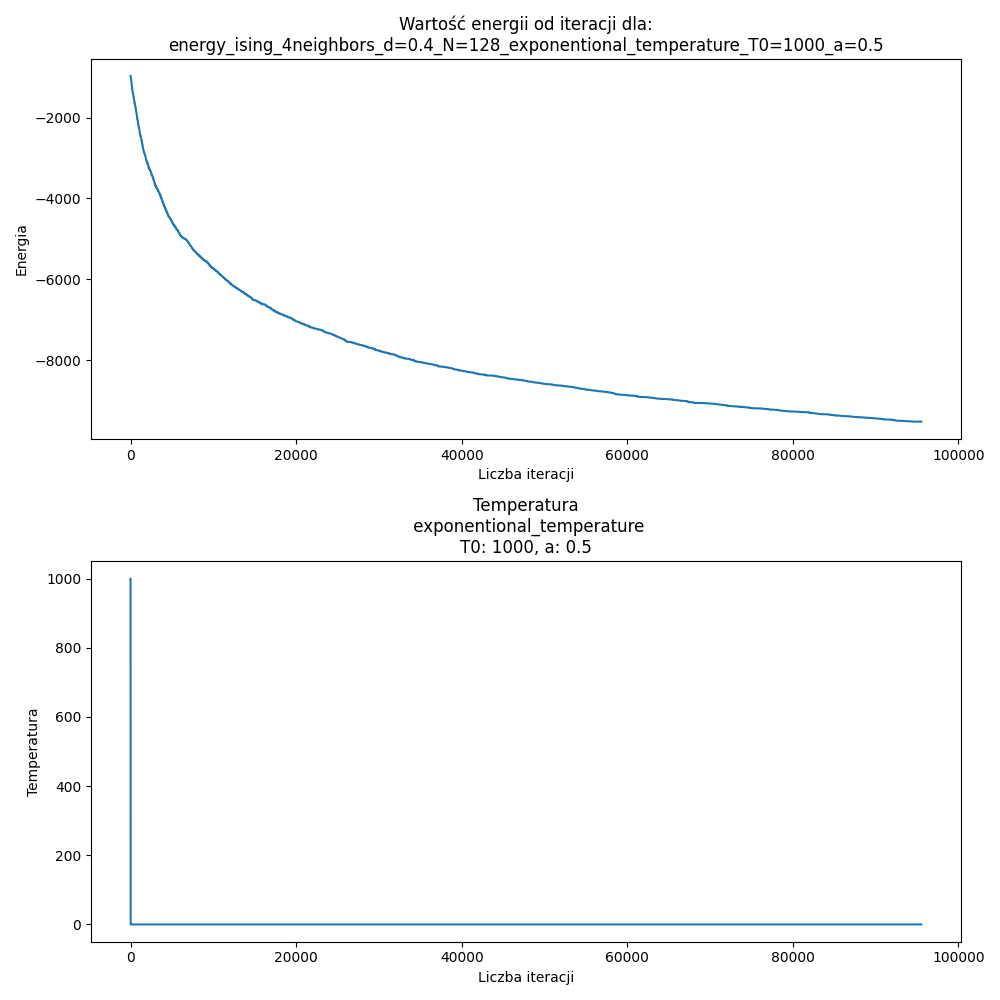 Wartość energii od iteracji dla:
energy_ising_4neighbors_d=0.4_N=128_exponentional_temperature_T0=1000_a=0.5
−2000
−4000
−6000
−8000
Energia
0
20000
40000
60000
80000
100000
Liczba iteracji
Temperatura
exponentional_temperature
T0: 1000, a: 0.5
1000
800
600
400
200
0
Temperatura
0
20000
40000
60000
80000
100000
Liczba iteracji